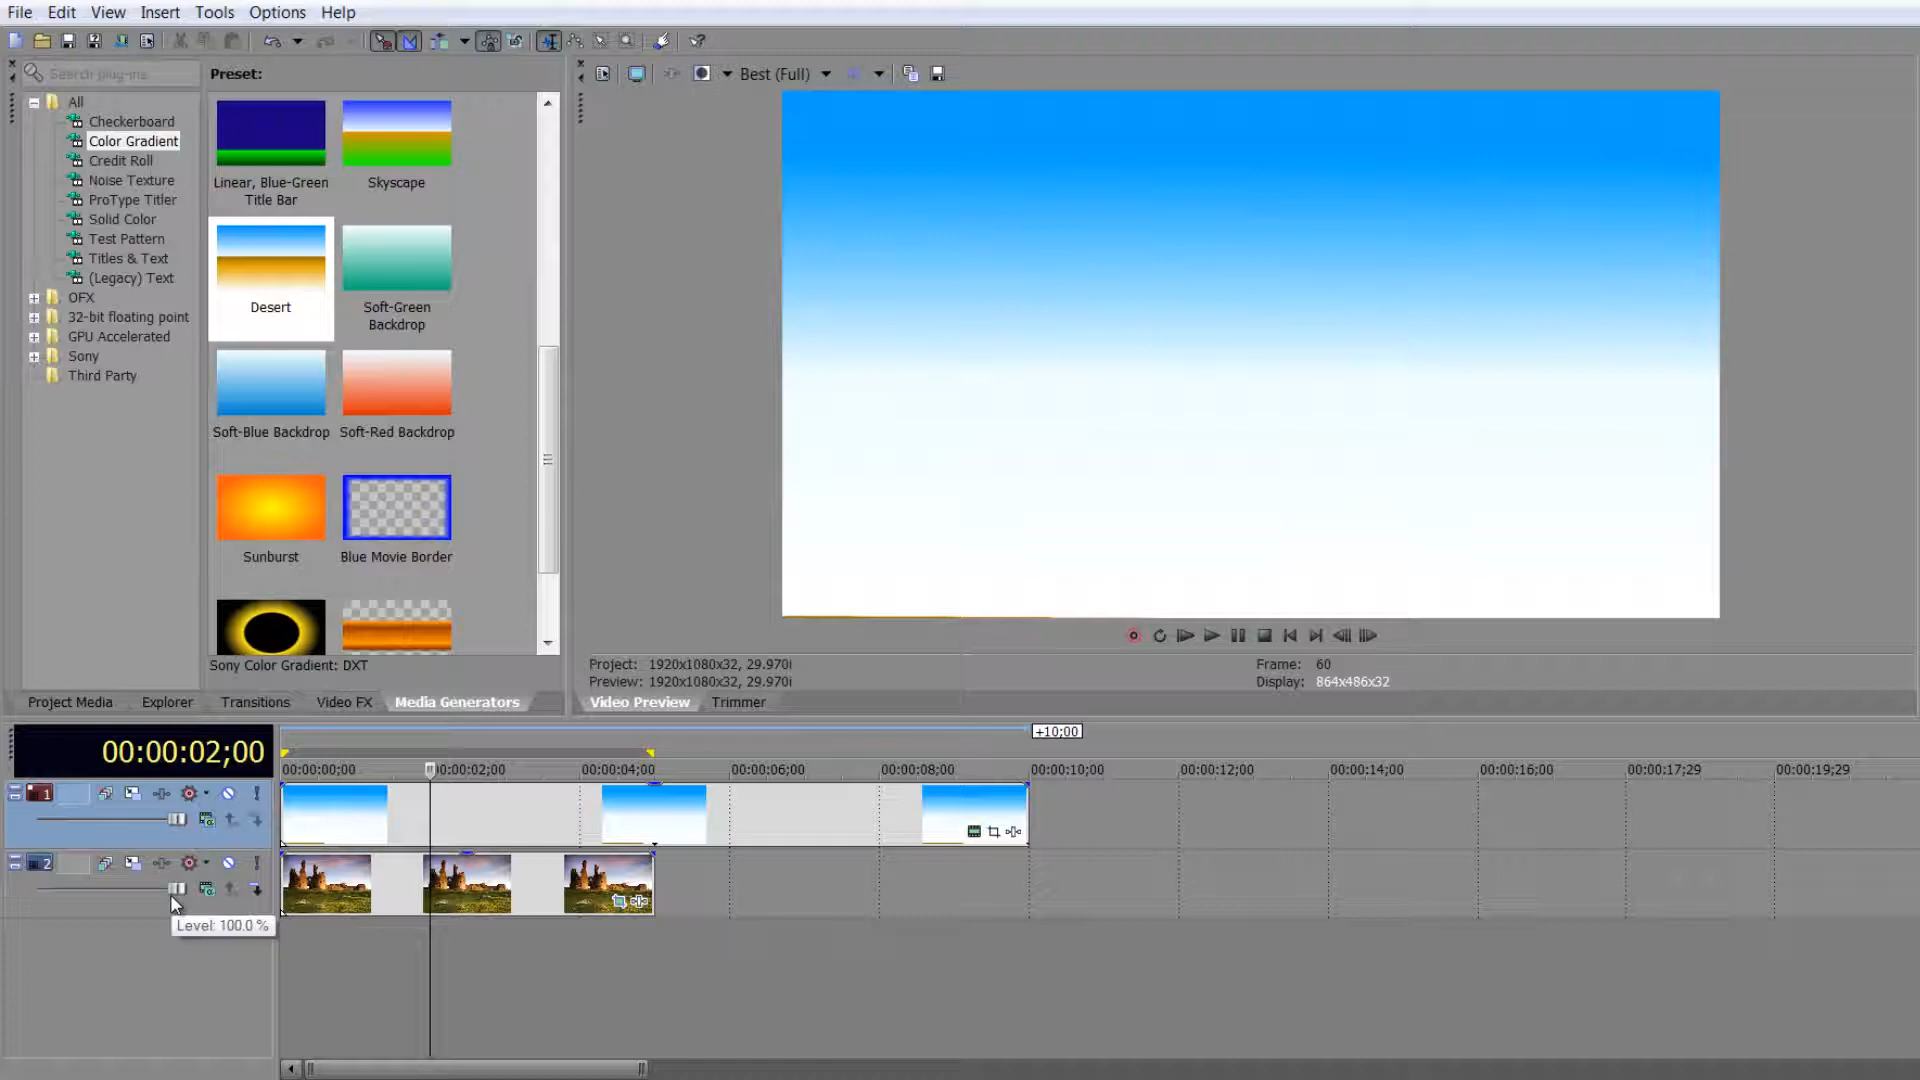 File Edit View Insert Tools Options Help
Search plug-ins
Preset:
Best (Full)
All
Checkerboard
Color Gradient
Credit Roll
Noise Texture
ProType Titler
Solid Color
Test Pattern
Titles & Text
(Legacy) Text
OFX
32-bit floating point
GPU Accelerated
Sony
Third Party
Linear, Blue-Green
Title Bar
Skyscape
Desert
Soft-Green
Backdrop
Soft-Blue Backdrop
Soft-Red Backdrop
Sunburst
Blue Movie Border
Sony Color Gradient: DXT
Project: 1920x1080x32, 29.970i
Preview: 1920x1080x32, 29.970i
Frame: 60
Display: 864x486x32
Project Media Explorer Transitions Video FX Media Generators
Video Preview Trimmer
00:00:02;00
+10;00
00:00:00;00 00:00:02;00 00:00:04;00 00:00:06;00 00:00:08;00 00:00:10;00 00:00:12;00 00:00:14;00 00:00:16;00 00:00:17;29 00:00:19;29
1
2
Level: 100.0 %